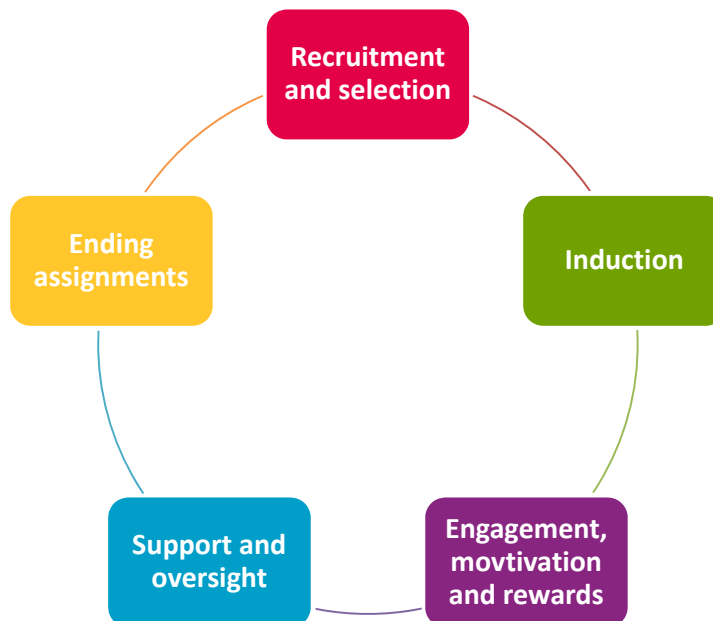 Recruitment
and selection
Induction
Engagement,
movtivation
and rewards
Support and
oversight
Ending
assignments